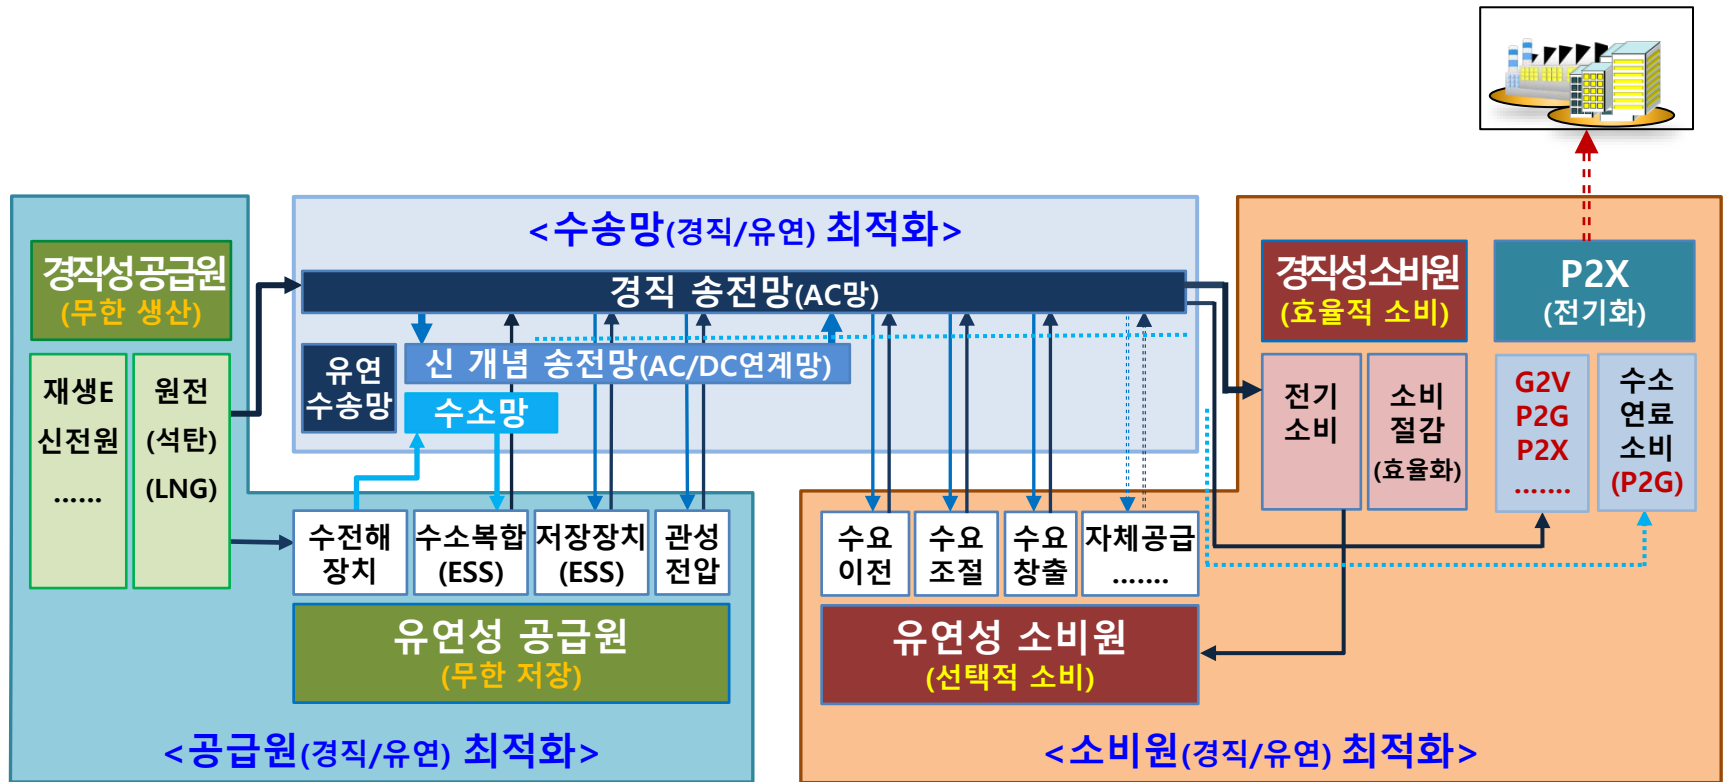 <수송망(경직/유연) 최적화>
경직성공급원
(무한 생산)
재생E
신전원
......
원전
(석탄)
(LNG)
경직 송전망(AC망)
유연
수송망
신 개념 송전망(AC/DC연계망)
수소망
경직성소비원
(효율적 소비)
P2X
(전기화)
전기
소비
소비
절감
(효율화)
G2V
P2G
P2X
.......
수소
연료
소비
(P2G)
수전해
장치
수소복합
(ESS)
저장장치
(ESS)
관성
전압
유연성 공급원
(무한 저장)
수요
이전
수요
조절
수요
창출
자체공급
.......
유연성 소비원
(선택적 소비)
<공급원(경직/유연) 최적화>
<소비원(경직/유연) 최적화>